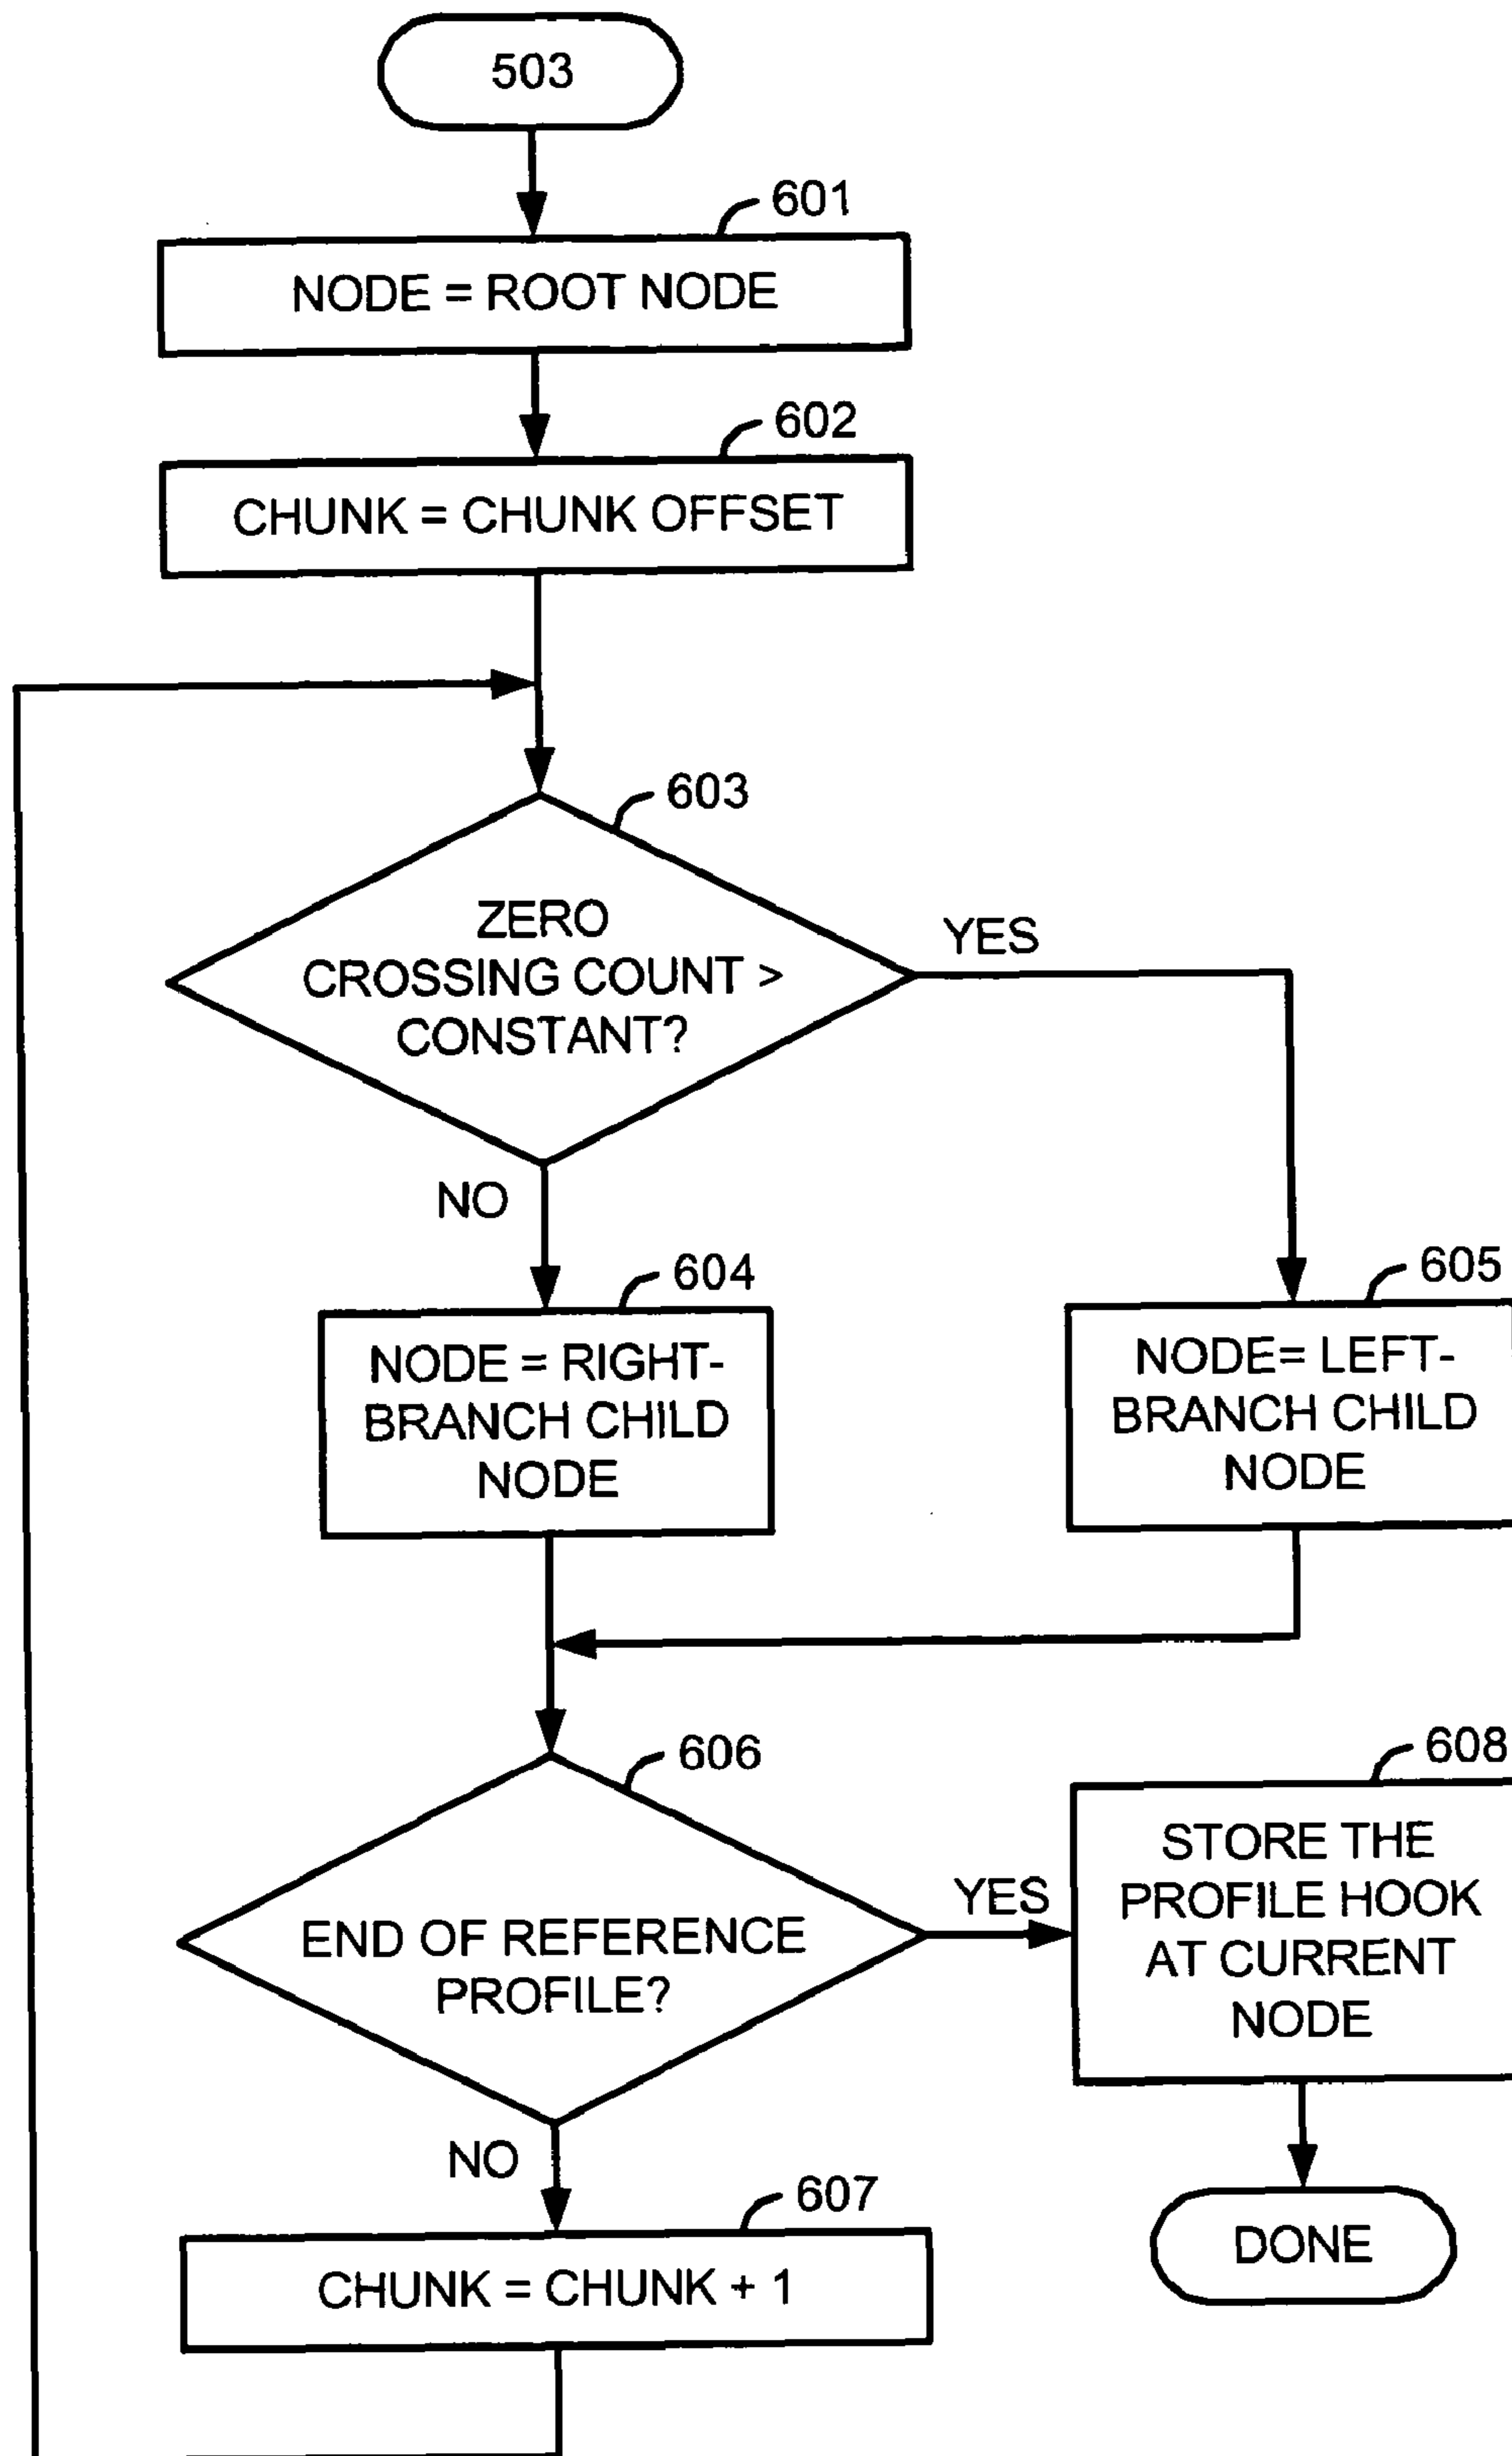 503
601
NODE = ROOT NODE
602
CHUNK = CHUNK OFFSET
603
ZERO
CROSSING COUNT >
CONSTANT?
YES
NO
604
NODE = RIGHT-
BRANCH CHILD
NODE
605
NODE= LEFT-
BRANCH CHILD
NODE
606
END OF REFERENCE
PROFILE?
YES
608
STORE THE
PROFILE HOOK
AT CURRENT
NODE
NO
607
CHUNK = CHUNK + 1
DONE